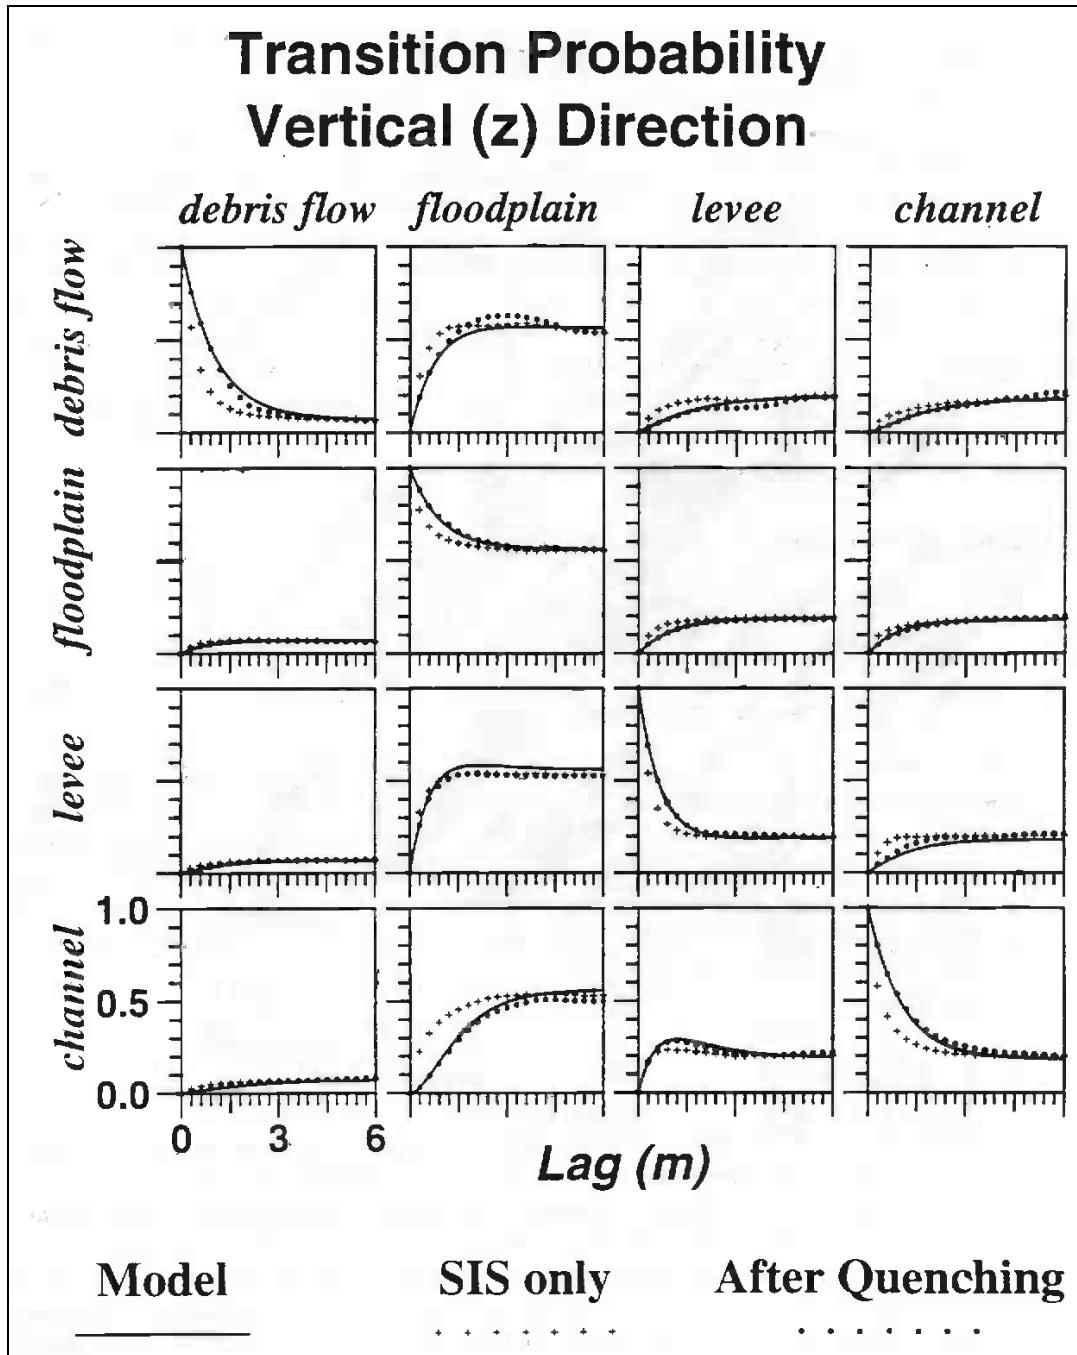 Transition Probability
Vertical (z) Direction
debris flow floodplain levee channel
debris flow
floodplain
levee
channel
1.0
0.5
0.0
0 3 6
Lag (m)
Model SIS only After Quenching